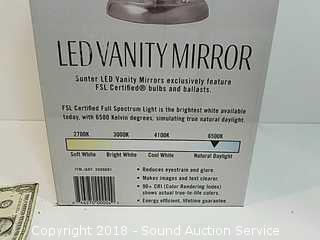 LED VANITY MIRROR
Sunter LED Vanity Mirrors exclusively feature
FSL Certified® bulbs and ballasts.
FSL Certified Full Spectrum Light is the brightest white available
today, with 6500 Kelvin degrees, simulating true natural daylight.
2700K 3000K 4100K 6500K
Soft White Bright White Cool White Natural Daylight
• Reduces eyestrain and glare.
• Makes images and text clearer.
• 90+ CRI (Color Rendering Index)
shows actual true-to-life colors.
• Energy efficient, lifetime guarantee.
Copyright 2018 - Do Good Auction Service